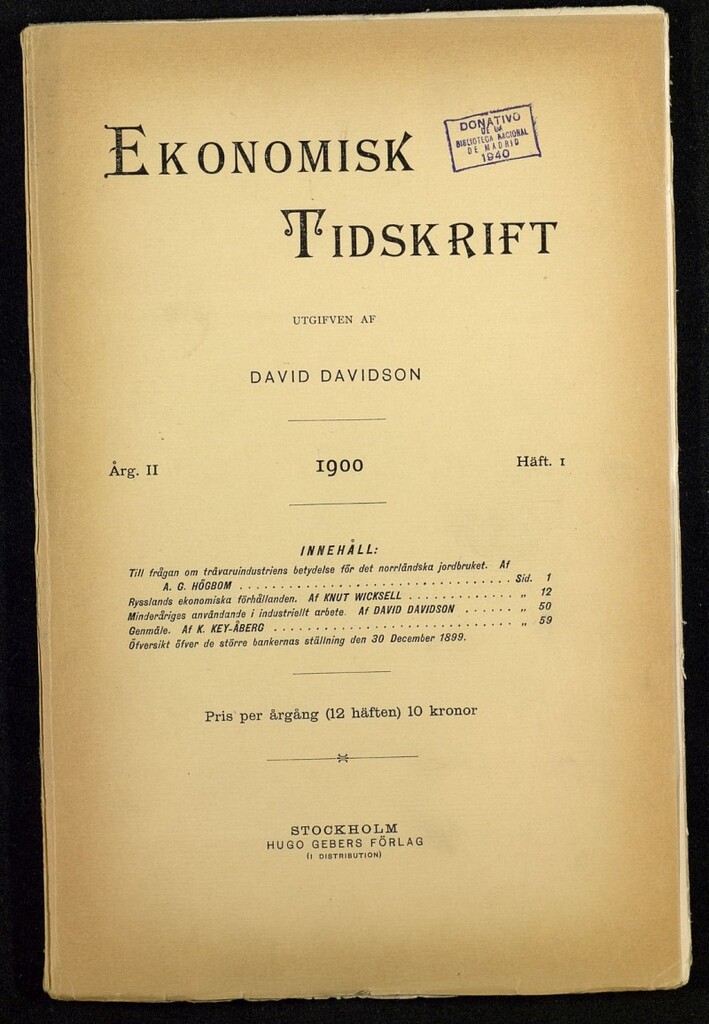 EKONOMISK
TIDSKRIFT
DONATIVO
DE LA
BIBLIOTECA NACIONAL
DE MADRID
1940
UTGIFVEN AF
DAVID DAVIDSON
Årg. II 1900 Häft. 1
INNEHÅLL:
Till frågan om trävaruindustriens betydelse för det norrländska jordbruket. Af
A. G. HÖGBOM . . . . . . . . . . . . . . . . . . . . . . . . . . . . . . . . . . . Sid. 1
Rysslands ekonomiska förhållanden. Af KNUT WICKSELL . . . . . . . . . . . . . . „ 12
Minderåriges användande i industriellt arbete. Af DAVID DAVIDSON . . . . . . . „ 50
Genmäle. Af K. KEY-ÅBERG . . . . . . . . . . . . . . . . . . . . . . . . . . . . „ 59
Öfversikt öfver de större bankernas ställning den 30 December 1899.
Pris per årgång (12 häften) 10 kronor
STOCKHOLM
HUGO GEBERS FÖRLAG
(I DISTRIBUTION)